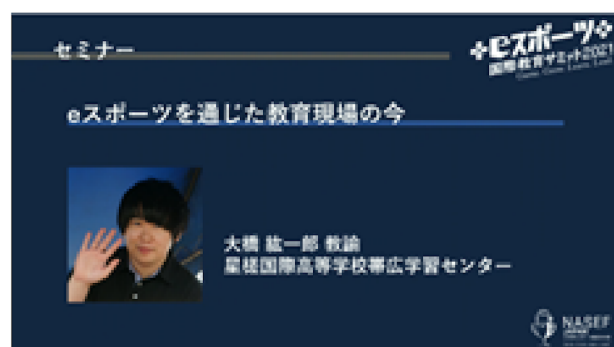 セミナー
eスポーツ
国際教育サミット2021
eスポーツを通じた教育現場の今
大橋 紘一郎 教諭
星槎国際高等学校帯広学習センター
NASEF